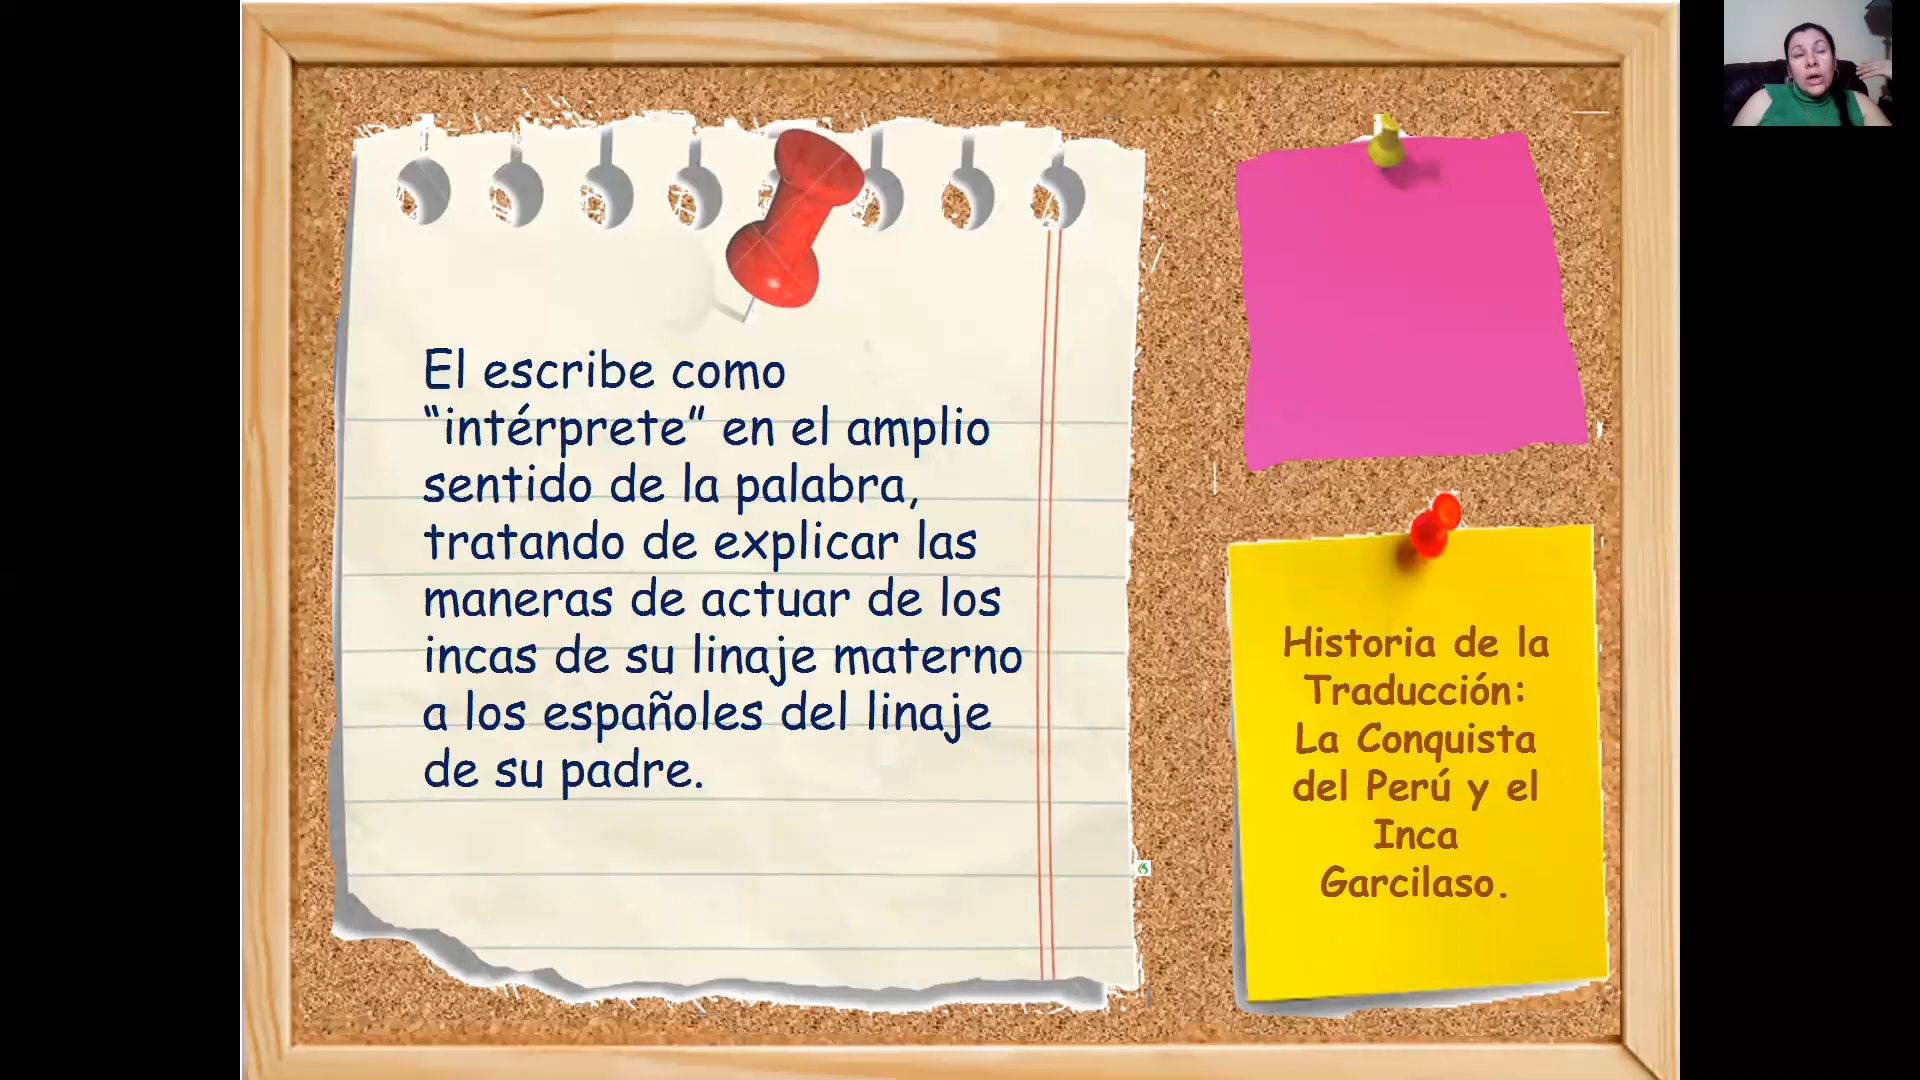 El escribe como
“intérprete” en el amplio
sentido de la palabra,
tratando de explicar las
maneras de actuar de los
incas de su linaje materno
a los españoles del linaje
de su padre.
Historia de la
Traducción:
La Conquista
del Perú y el
Inca
Garcilaso.